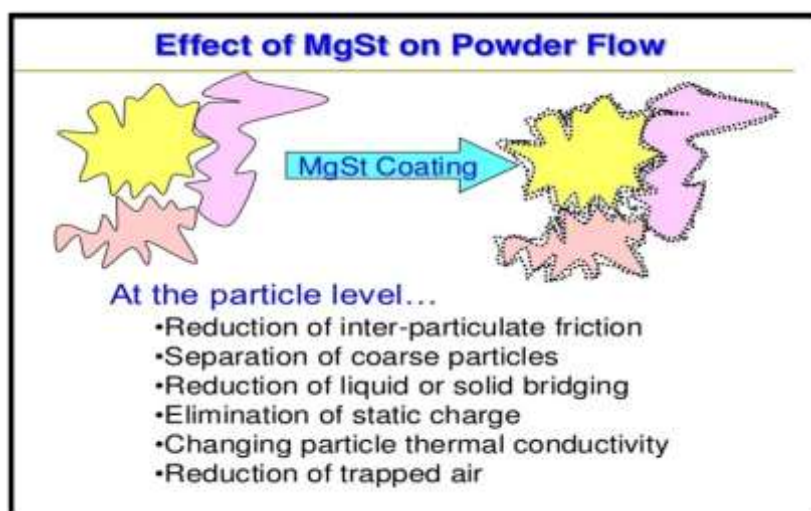 Effect of MgSt on Powder Flow
MgSt Coating
At the particle level...
•Reduction of inter-particulate friction
•Separation of coarse particles
•Reduction of liquid or solid bridging
•Elimination of static charge
•Changing particle thermal conductivity
•Reduction of trapped air